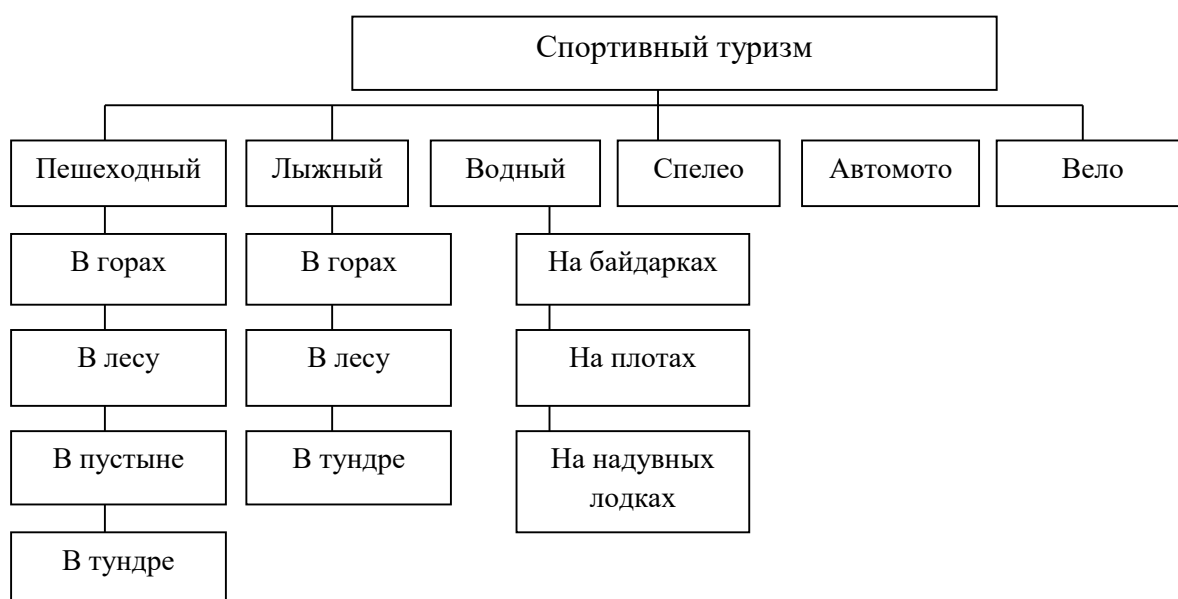 Спортивный туризм
Пешеходный
Лыжный
Водный
Спелео
Автомото
Вело
В горах
В горах
На байдарках
В лесу
В лесу
На плотах
В пустыне
В тундре
На надувных
лодках
В тундре